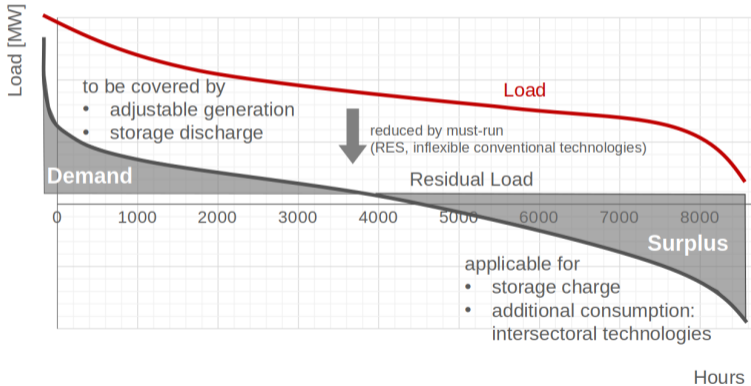 Load [MW]
to be covered by
• adjustable generation
• storage discharge
Load
reduced by must-run
(RES, inflexible conventional technologies)
Demand
Residual Load
0 1000 2000 3000 4000 5000 6000 7000 8000
Surplus
applicable for
• storage charge
• additional consumption:
intersectoral technologies
Hours